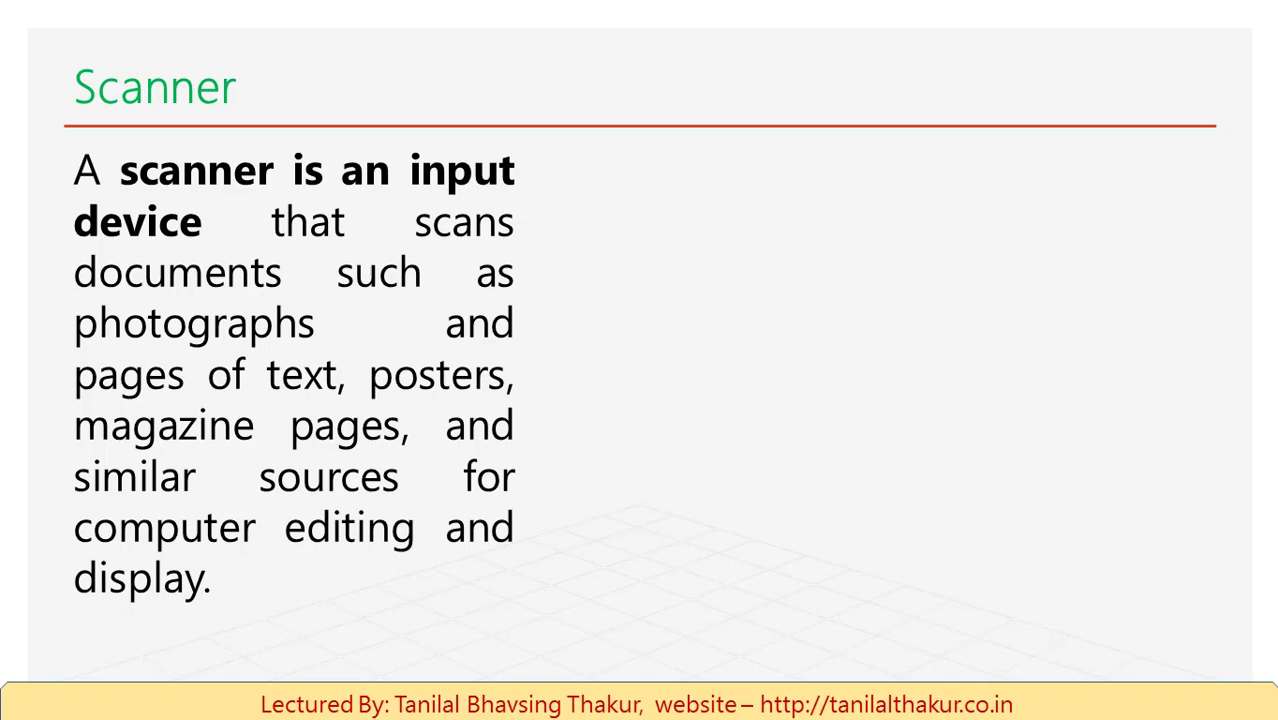 Scanner
A scanner is an input
device that scans
documents such as
photographs and
pages of text, posters,
magazine pages, and
similar sources for
computer editing and
display.
Lectured By: Tanilal Bhavsing Thakur, website – http://tanilalthakur.co.in